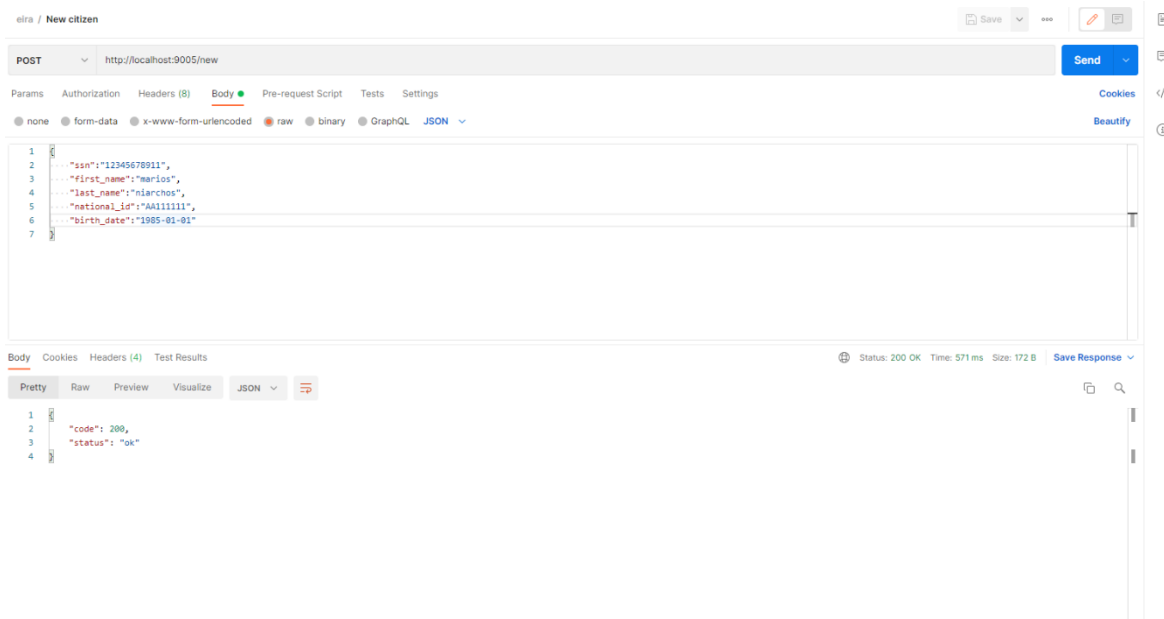 eira / New citizen
Save
POST http://localhost:9005/new Send
Params Authorization Headers (8) Body Pre-request Script Tests Settings Cookies
none form-data x-www-form-urlencoded raw binary GraphQL JSON Beautify
1 {
2 "ssn":"12345678911",
3 "first_name":"marios",
4 "last_name":"niarchos",
5 "national_id":"AA111111",
6 "birth_date":"1985-01-01"
7 }
Body Cookies Headers (4) Test Results Status: 200 OK Time: 571 ms Size: 172 B Save Response
Pretty Raw Preview Visualize JSON
1 {
2 "code": 200,
3 "status": "ok"
4 }